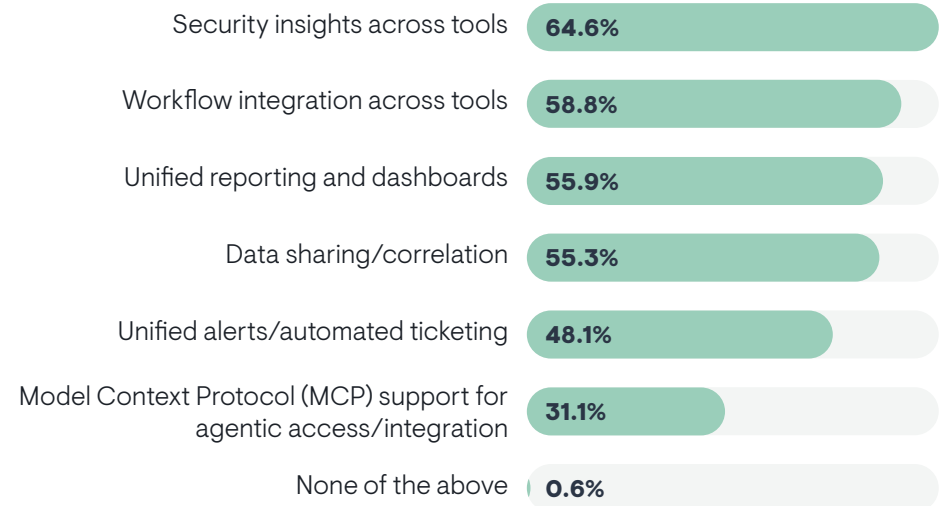 Security insights across tools 64.6%
Workflow integration across tools 58.8%
Unified reporting and dashboards 55.9%
Data sharing/correlation 55.3%
Unified alerts/automated ticketing 48.1%
Model Context Protocol (MCP) support for
agentic access/integration 31.1%
None of the above 0.6%